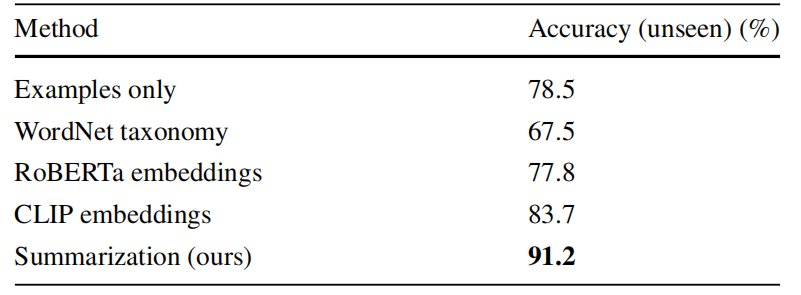 Method Accuracy (unseen) (%)
Examples only 78.5
WordNet taxonomy 67.5
RoBERTa embeddings 77.8
CLIP embeddings 83.7
Summarization (ours) 91.2